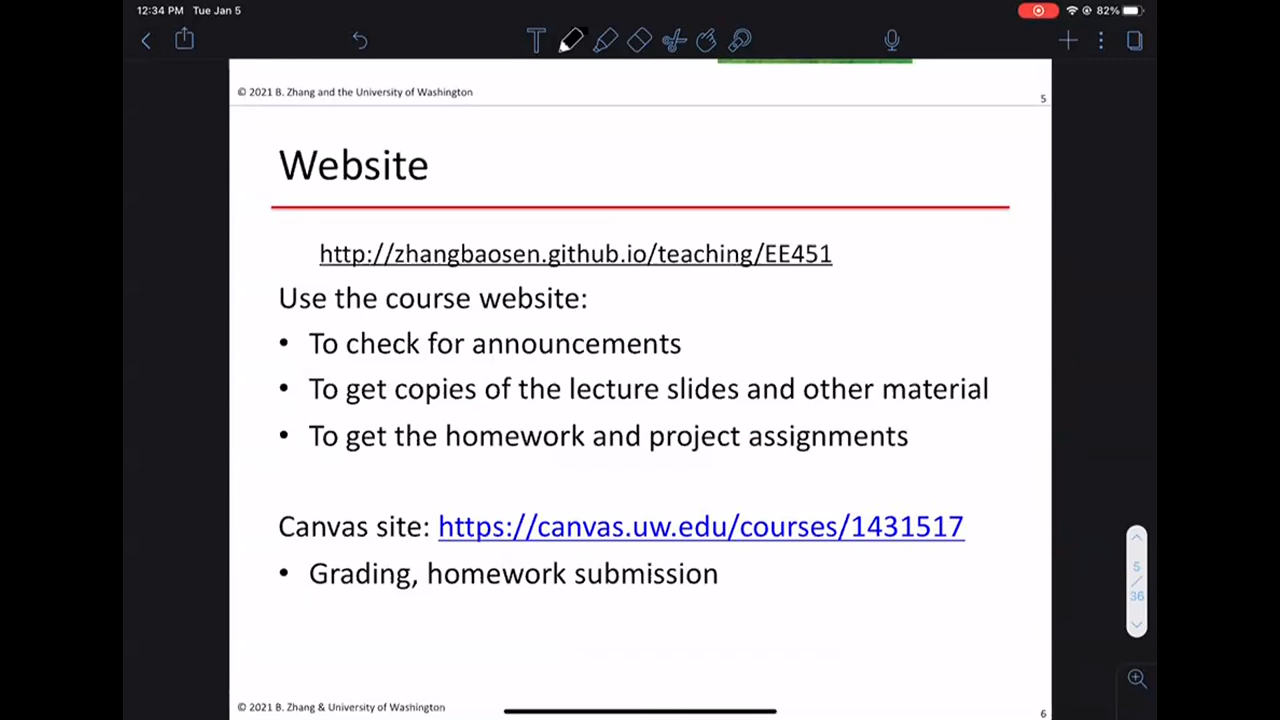 12:34 PM Tue Jan 5
82%
T
© 2021 B. Zhang and the University of Washington
5
Website
http://zhangbaosen.github.io/teaching/EE451
Use the course website:
• To check for announcements
• To get copies of the lecture slides and other material
• To get the homework and project assignments
Canvas site: https://canvas.uw.edu/courses/1431517
• Grading, homework submission
5
/
36
© 2021 B. Zhang & University of Washington
6